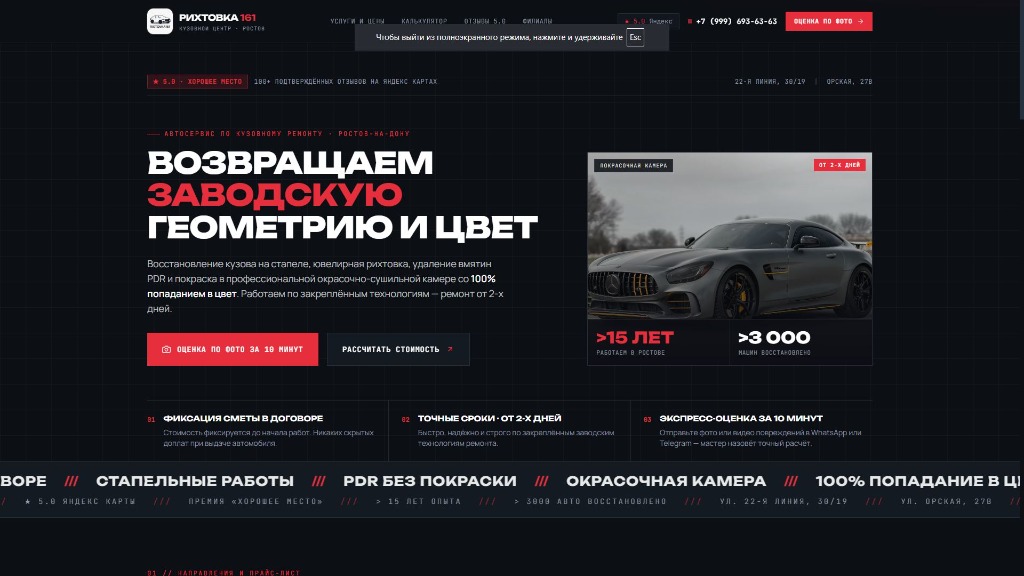 РИХТОВКА 161
КУЗОВНОЙ ЦЕНТР · РОСТОВ
УСЛУГИ И ЦЕНЫ
КАЛЬКУЛЯТОР
ОТЗЫВЫ 5.0
ФИЛИАЛЫ
★ 5.0 Яндекс
+7 (999) 693-63-63
ОЦЕНКА ПО ФОТО →
Чтобы выйти из полноэкранного режима, нажмите и удерживайте Esc
★ 5.0 · ХОРОШЕЕ МЕСТО
100+ ПОДТВЕРЖДЁННЫХ ОТЗЫВОВ НА ЯНДЕКС КАРТАХ
22-Я ЛИНИЯ, 30/19 | ОРСКАЯ, 27В
АВТОСЕРВИС ПО КУЗОВНОМУ РЕМОНТУ · РОСТОВ-НА-ДОНУ
ВОЗВРАЩАЕМ
ЗАВОДСКУЮ
ГЕОМЕТРИЮ И ЦВЕТ
Восстановление кузова на стапеле, ювелирная рихтовка, удаление вмятин
PDR и покраска в профессиональной окрасочно-сушильной камере со 100%
попаданием в цвет. Работаем по закреплённым технологиям — ремонт от 2-х
дней.
ОЦЕНКА ПО ФОТО ЗА 10 МИНУТ
РАССЧИТАТЬ СТОИМОСТЬ ↗
ПОКРАСОЧНАЯ КАМЕРА
ОТ 2-Х ДНЕЙ
>15 ЛЕТ
РАБОТАЕМ В РОСТОВЕ
>3 000
МАШИН ВОССТАНОВЛЕНО
01 ФИКСАЦИЯ СМЕТЫ В ДОГОВОРЕ
Стоимость фиксируется до начала работ. Никаких скрытых
доплат при выдаче автомобиля.
02 ТОЧНЫЕ СРОКИ · ОТ 2-Х ДНЕЙ
Быстро, надёжно и строго по закреплённым заводским
технологиям ремонта.
03 ЭКСПРЕСС-ОЦЕНКА ЗА 10 МИНУТ
Отправьте фото или видео повреждений в WhatsApp или
Telegram — мастер назовёт точный расчёт.
ВОРЕ /// СТАПЕЛЬНЫЕ РАБОТЫ /// PDR БЕЗ ПОКРАСКИ /// ОКРАСОЧНАЯ КАМЕРА /// 100% ПОПАДАНИЕ В Ц
/ ★ 5.0 ЯНДЕКС КАРТЫ /// ПРЕМИЯ «ХОРОШЕЕ МЕСТО» /// > 15 ЛЕТ ОПЫТА /// > 3000 АВТО ВОССТАНОВЛЕНО /// УЛ. 22-Я ЛИНИЯ, 30/19 /// УЛ. ОРСКАЯ, 27В //
01 // НАПРАВЛЕНИЯ И ПРАЙС-ЛИСТ